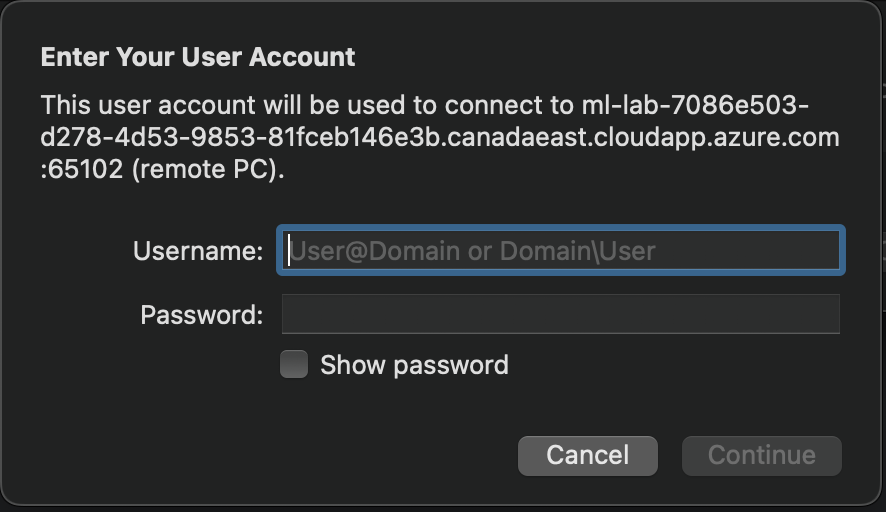 Enter Your User Account
This user account will be used to connect to ml-lab-7086e503-
d278-4d53-9853-81fceb146e3b.canadaeast.cloudapp.azure.com
:65102 (remote PC).
Username: User@Domain or Domain\User
Password:
Show password
Cancel Continue